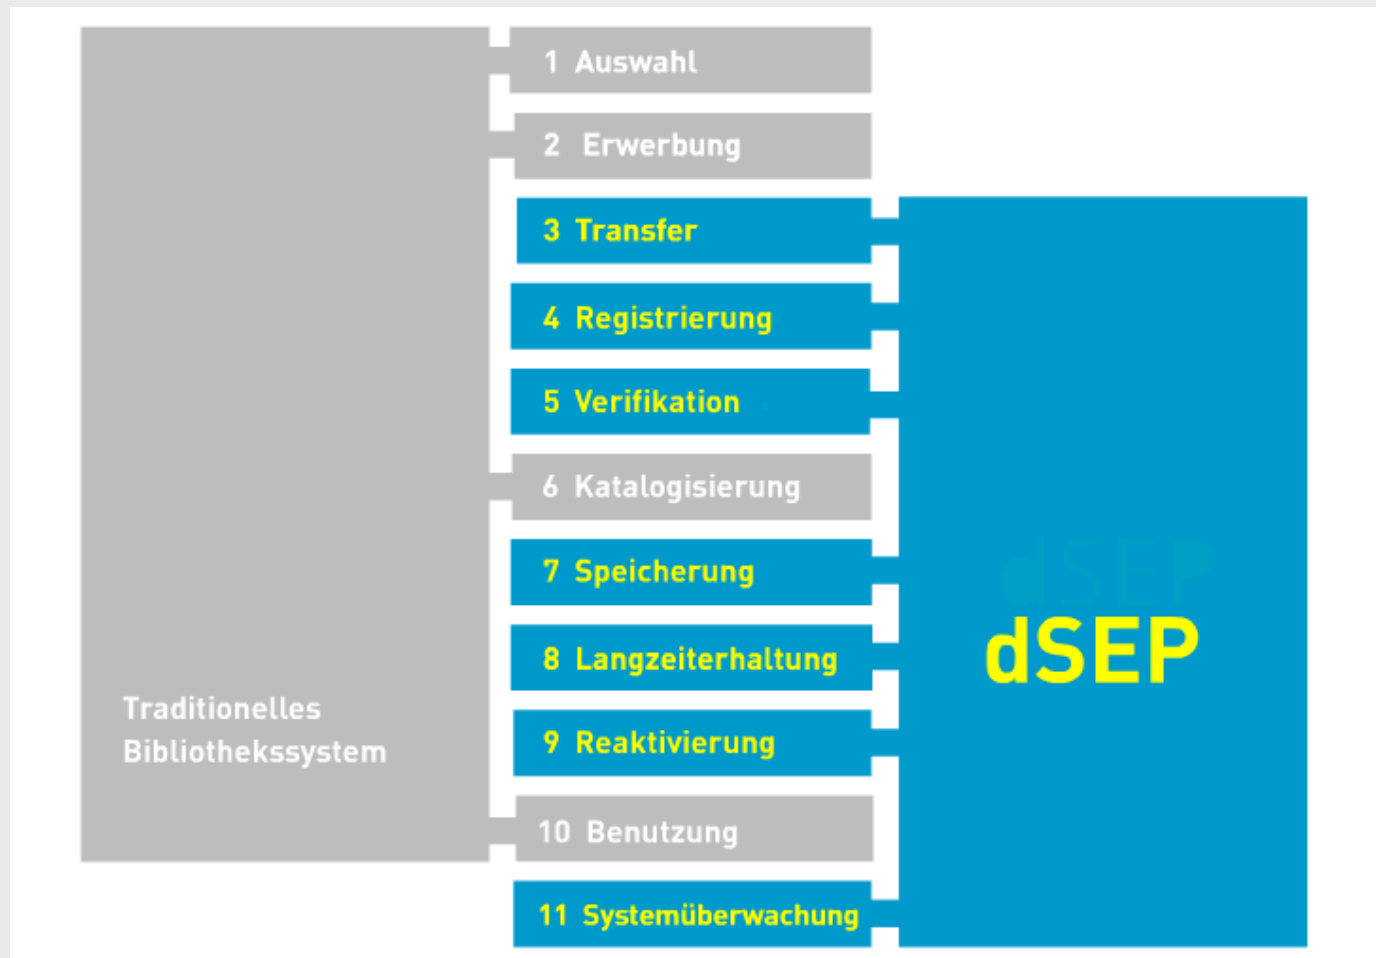 1 Auswahl
2 Erwerbung
3 Transfer
4 Registrierung
5 Verifikation
6 Katalogisierung
7 Speicherung
8 Langzeiterhaltung
9 Reaktivierung
10 Benutzung
11 Systemüberwachung
Traditionelles
Bibliothekssystem
dSEP
dSEP